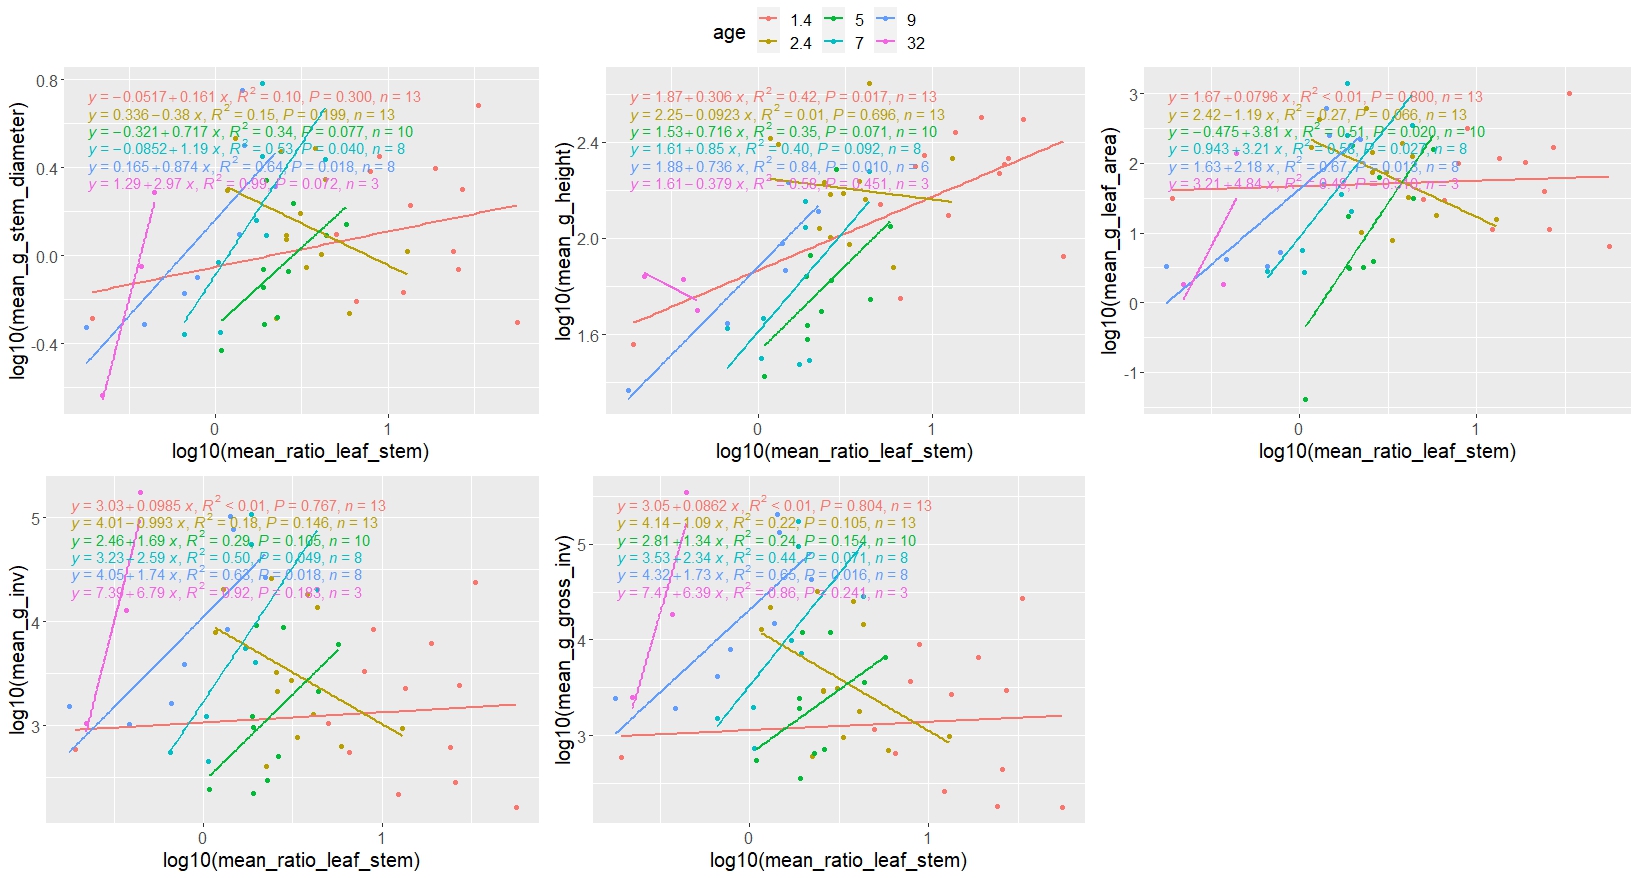 age 1.4 5 9
2.4 7 32
log10(mean_g_stem_diameter)
0.8
0.4
0.0
-0.4
y = −0.0517 + 0.161 x, R² = 0.10, P = 0.300, n = 13
y = 0.336 − 0.38 x, R² = 0.15, P = 0.199, n = 13
y = −0.321 + 0.717 x, R² = 0.34, P = 0.077, n = 10
y = −0.0852 + 1.19 x, R² = 0.53, P = 0.040, n = 8
y = 0.165 + 0.874 x, R² = 0.64, P = 0.018, n = 8
y = 1.29 + 2.97 x, R² = 0.99, P = 0.072, n = 3
0
1
log10(mean_ratio_leaf_stem)
log10(mean_g_height)
2.4
2.0
1.6
y = 1.87 + 0.306 x, R² = 0.42, P = 0.017, n = 13
y = 2.25 − 0.0923 x, R² = 0.01, P = 0.696, n = 13
y = 1.53 + 0.716 x, R² = 0.35, P = 0.071, n = 10
y = 1.61 + 0.85 x, R² = 0.40, P = 0.092, n = 8
y = 1.88 + 0.736 x, R² = 0.84, P = 0.010, n = 8
y = 1.61 − 0.379 x, R² = 0.58, P = 0.451, n = 3
0
1
log10(mean_ratio_leaf_stem)
log10(mean_g_leaf_area)
3
2
1
0
-1
y = 1.67 + 0.0796 x, R² < 0.01, P = 0.800, n = 13
y = 2.42 − 1.19 x, R² = 0.27, P = 0.066, n = 13
y = −0.475 + 3.81 x, R² = 0.51, P = 0.020, n = 10
y = 0.943 + 3.21 x, R² = 0.58, P = 0.027, n = 8
y = 1.63 + 2.18 x, R² = 0.67, P = 0.013, n = 8
y = 3.21 + 4.84 x, R² = n = 3
0
1
log10(mean_ratio_leaf_stem)
log10(mean_g_inv)
5
4
3
y = 3.03 + 0.0985 x, R² < 0.01, P = 0.767, n = 13
y = 4.01 − 0.993 x, R² = 0.18, P = 0.146, n = 13
y = 2.46 + 1.69 x, R² = 0.29, P = 0.105, n = 10
y = 3.23 + 2.59 x, R² = 0.50, P = 0.049, n = 8
y = 4.05 + 1.74 x, R² = 0.63, P = 0.018, n = 8
y = 7.39 + 6.79 x, R² = 0.92, P = n = 3
0
1
log10(mean_ratio_leaf_stem)
log10(mean_g_gross_inv)
5
4
3
y = 3.05 + 0.0862 x, R² < 0.01, P = 0.804, n = 13
y = 4.14 − 1.09 x, R² = 0.22, P = 0.105, n = 13
y = 2.81 + 1.34 x, R² = 0.24, P = 0.154, n = 10
y = 3.53 + 2.34 x, R² = 0.44, P = 0.071, n = 8
y = 4.32 + 1.73 x, R² = 0.65, P = 0.016, n = 8
y = 7.47 + 6.39 x, R² = 0.86, P = 0.241, n = 3
0
1
log10(mean_ratio_leaf_stem)